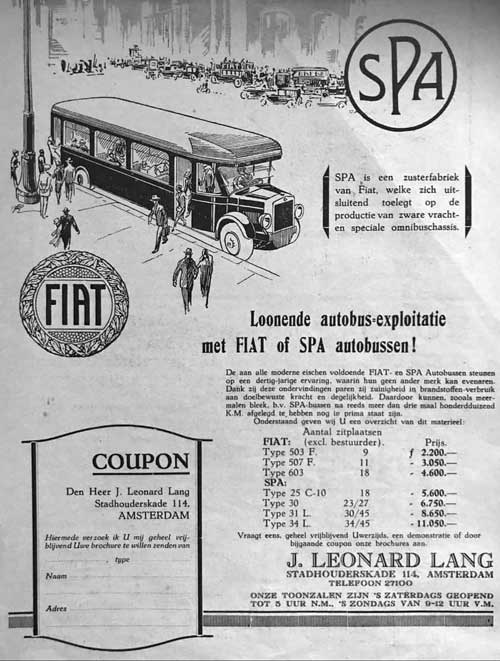 SPA
SPA is een zusterfabriek
van Fiat, welke zich uit-
sluitend toelegt op de
productie van zware vracht-
en speciale omnibuschassis.
FIAT
Loonende autobus-exploitatie
met FIAT of SPA autobussen!
De aan alle moderne eischen voldoende FIAT- en SPA Autobussen steunen
op een dertig-jarige ervaring, waarin hun geen ander merk kan evenaren.
Dank zij deze ondervindingen paren zij zuinigheid in brandstoffen-verbruik
aan doelbewuste kracht en degelijkheid. Daardoor kunnen, zooals meer-
malen bleek, b.v. SPA-bussen na reeds meer dan drie maal honderdduizend
K.M. afgelegd te hebben nog in prima staat zijn.
Onderstaand geven wij U een overzicht van dit materieel:
Aantal zitplaatsen
FIAT: (excl. bestuurder). Prijs.
Type 503 F. 9 ƒ 2.200.—
Type 507 F. 11 - 3.050.—
Type 603 18 - 4.600.—
SPA:
Type 25 C-10 18 - 5.600.—
Type 30 23/27 - 6.750.—
Type 31 L. 30/45 - 8.650.—
Type 34 L. 34/45 - 11.050.—
Vraagt eens, geheel vrijblijvend Uwerzijds, een demonstratie of door
bijgaande coupon onze brochures aan.
J. LEONARD LANG
STADHOUDERSKADE 114, AMSTERDAM
TELEFOON 27100
ONZE TOONZALEN ZIJN 'S ZATERDAGS GEOPEND
TOT 5 UUR N.M., 'S ZONDAGS VAN 9-12 UUR V.M.
COUPON
Den Heer J. Leonard Lang
Stadhouderskade 114,
AMSTERDAM
Hiermede verzoek ik U mij geheel vrij-
blijvend Uwe brochure te willen zenden van
, type
Naam
Adres